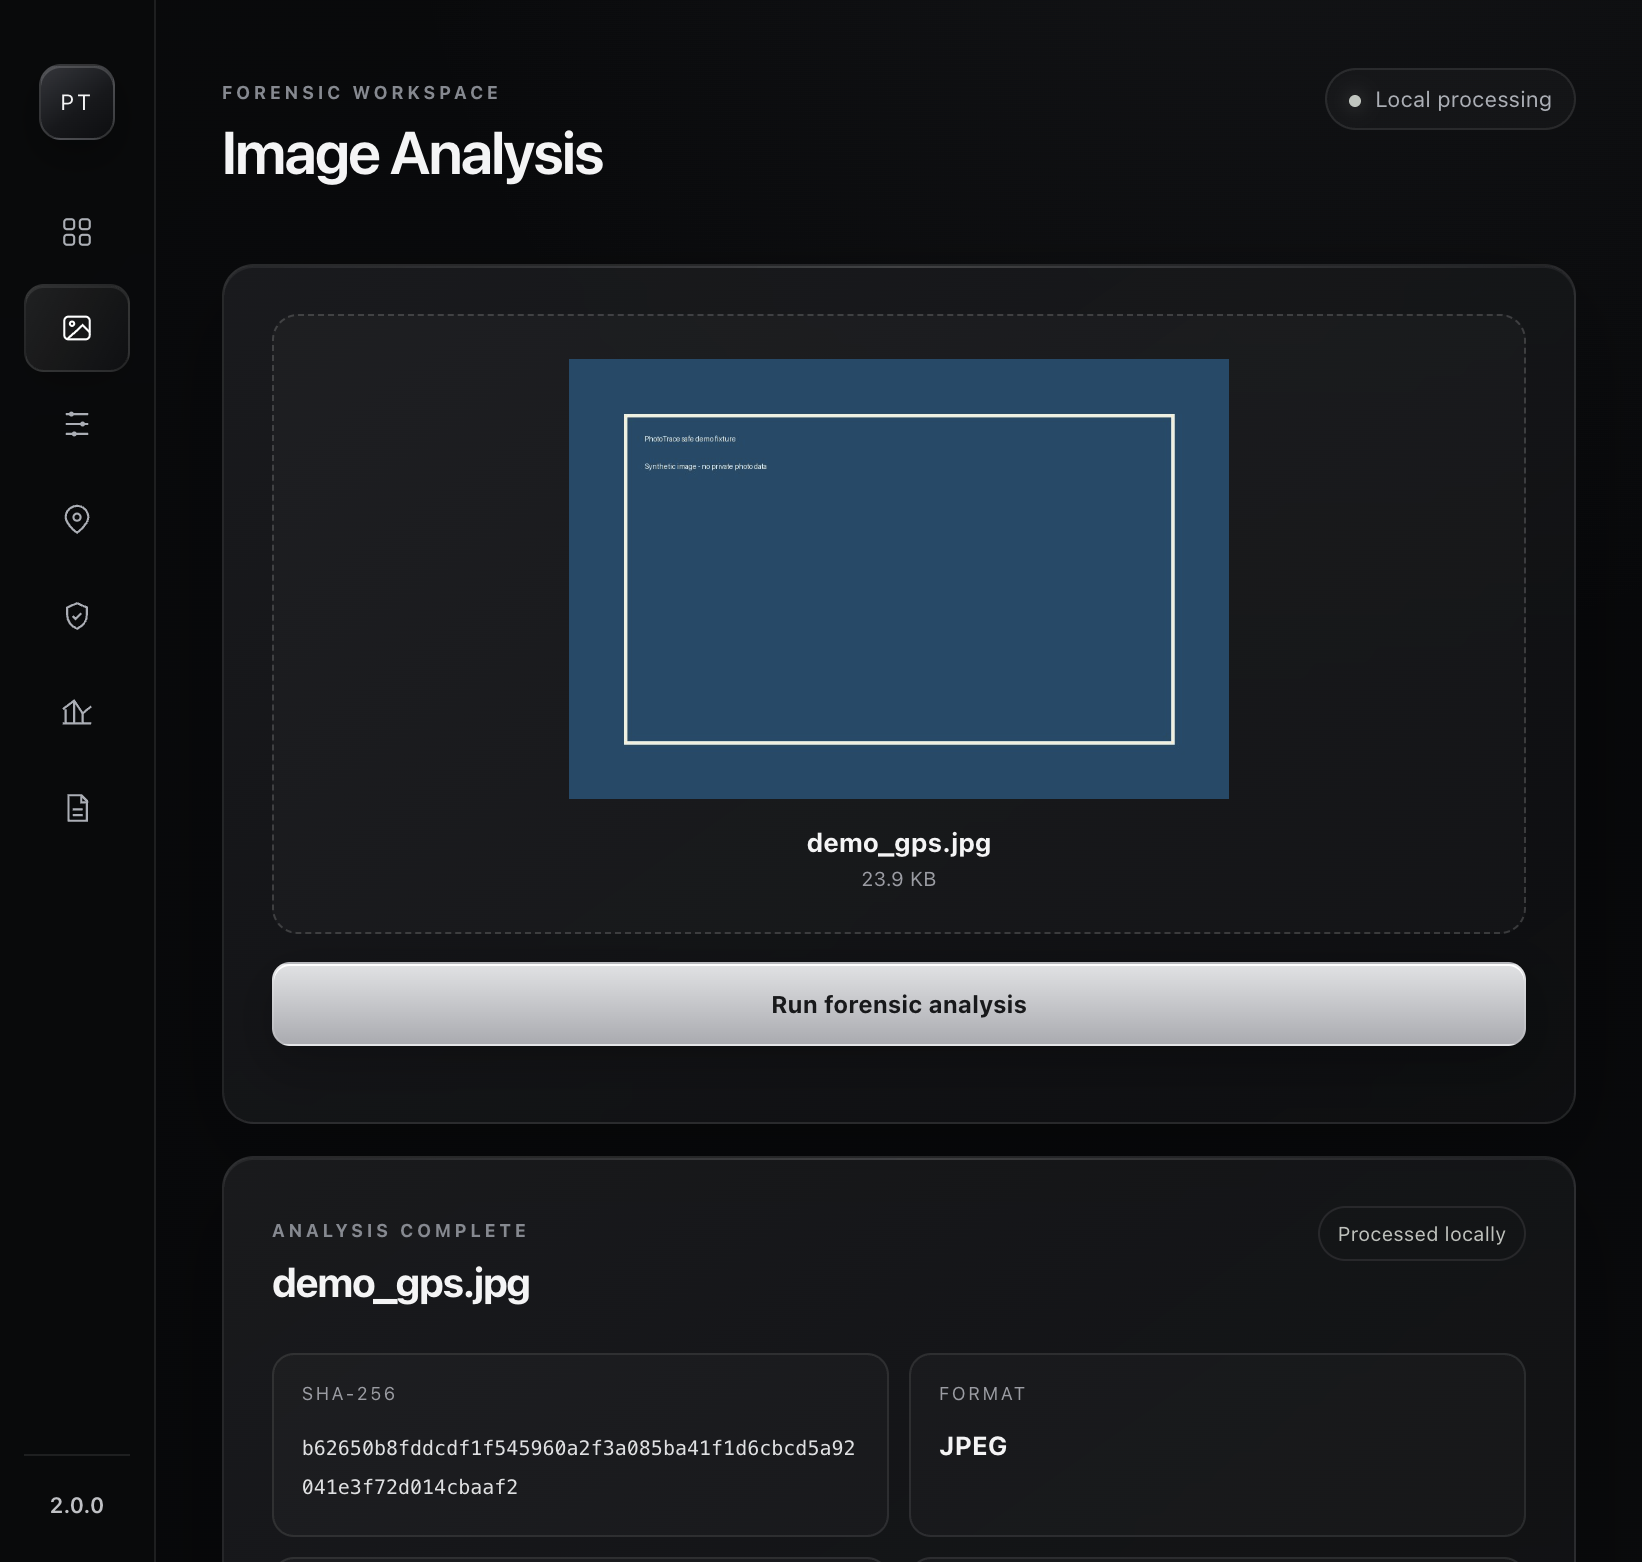 PT
FORENSIC WORKSPACE
Image Analysis
Local processing
PhotoTrace safe demo fixture
Synthetic image - no private photo data
demo_gps.jpg
23.9 KB
Run forensic analysis
ANALYSIS COMPLETE
demo_gps.jpg
Processed locally
SHA-256
b62650b8fddcdf1f545960a2f3a085ba41f1d6cbcd5a92
041e3f72d014cbaaf2
FORMAT
JPEG
2.0.0